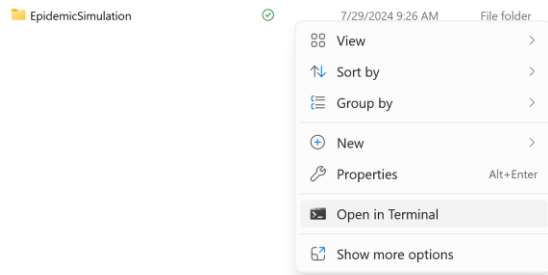 EpidemicSimulation 7/29/2024 9:26 AM File folder
View
Sort by
Group by
New
Properties Alt+Enter
Open in Terminal
Show more options